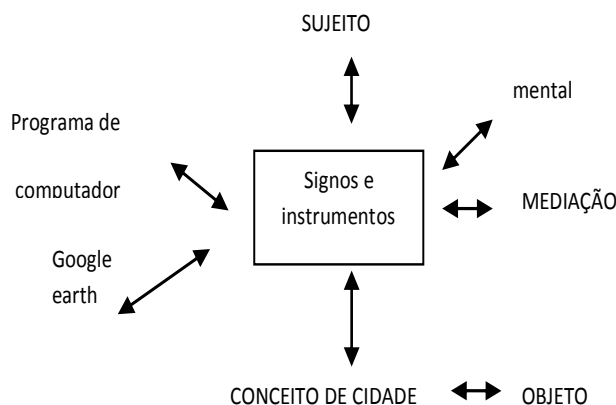 SUJEITO
mental
Programa de
computador
Signos e
instrumentos
MEDIAÇÃO
Google
earth
CONCEITO DE CIDADE
OBJETO